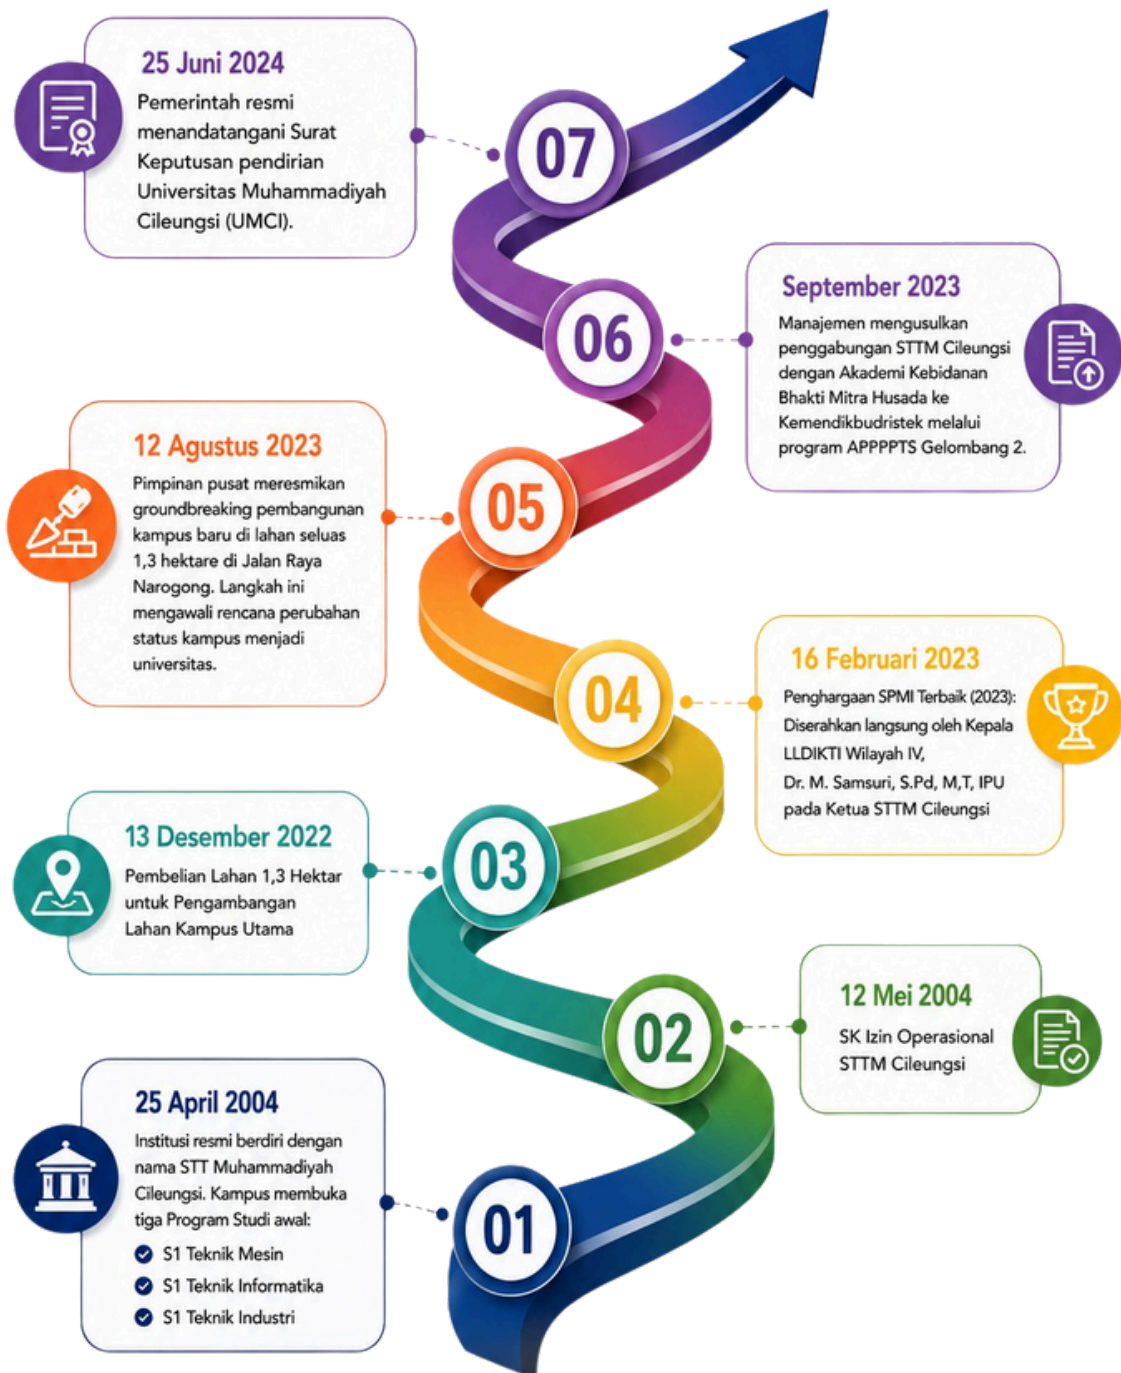 25 Juni 2024
Pemerintah resmi
menandatangani Surat
Keputusan pendirian
Universitas Muhammadiyah
Cileungsi (UMCI).
07
September 2023
Manajemen mengusulkan
penggabungan STTM Cileungsi
dengan Akademi Kebidanan
Bhakti Mitra Husada ke
Kemendikbudristek melalui
program APPPPTS Gelombang 2.
06
12 Agustus 2023
Pimpinan pusat meresmikan
groundbreaking pembangunan
kampus baru di lahan seluas
1,3 hektare di Jalan Raya
Narogong. Langkah ini
mengawali rencana perubahan
status kampus menjadi
universitas.
05
16 Februari 2023
Penghargaan SPMI Terbaik (2023):
Diserahkan langsung oleh Kepala
LLDIKTI Wilayah IV,
Dr. M. Samsuri, S.Pd, M,T, IPU
pada Ketua STTM Cileungsi
04
13 Desember 2022
Pembelian Lahan 1,3 Hektar
untuk Pengambangan
Lahan Kampus Utama
03
12 Mei 2004
SK Izin Operasional
STTM Cileungsi
02
25 April 2004
Institusi resmi berdiri dengan
nama STT Muhammadiyah
Cileungsi. Kampus membuka
tiga Program Studi awal:
S1 Teknik Mesin
S1 Teknik Informatika
S1 Teknik Industri
01